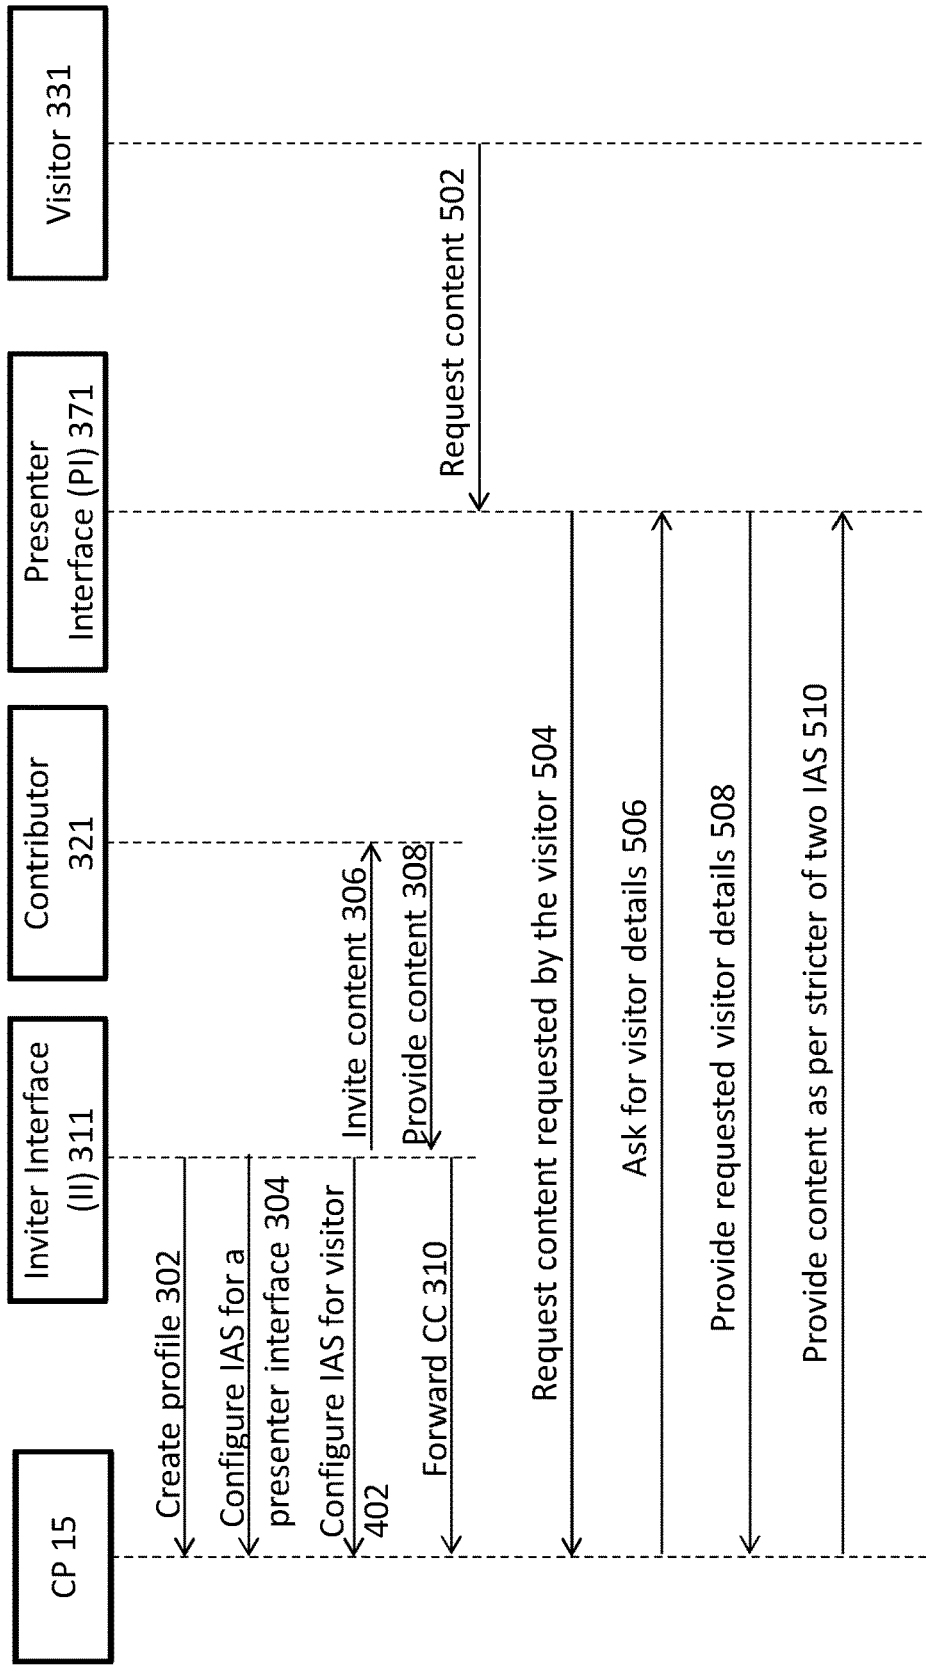 CP 15
Inviter Interface
(II) 311
Contributor
321
Presenter
Interface (PI) 371
Visitor 331
Create profile 302
Configure IAS for a
presenter interface 304
Configure IAS for visitor
402
Invite content 306
Provide content 308
Forward CC 310
Request content 502
Request content requested by the visitor 504
Ask for visitor details 506
Provide requested visitor details 508
Provide content as per stricter of two IAS 510